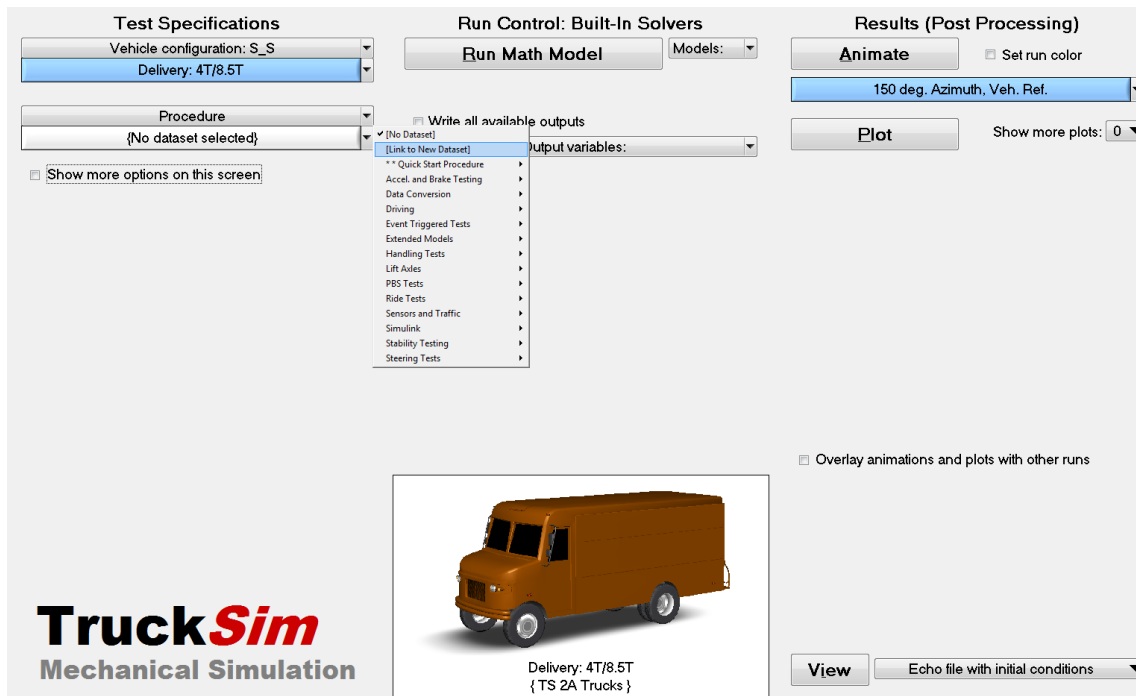 Test Specifications
Vehicle configuration: S_S
Delivery: 4T/8.5T
Procedure
{No dataset selected}
Show more options on this screen
Run Control: Built-In Solvers
Run Math Model
Models:
Write all available outputs
Output variables:
[No Dataset]
[Link to New Dataset]
* * Quick Start Procedure
Accel. and Brake Testing
Data Conversion
Driving
Event Triggered Tests
Extended Models
Handling Tests
Lift Axles
PBS Tests
Ride Tests
Sensors and Traffic
Simulink
Stability Testing
Steering Tests
Results (Post Processing)
Animate
Set run color
150 deg. Azimuth, Veh. Ref.
Plot
Show more plots: 0
Overlay animations and plots with other runs
TruckSim
Mechanical Simulation
Delivery: 4T/8.5T
{ TS 2A Trucks }
View
Echo file with initial conditions